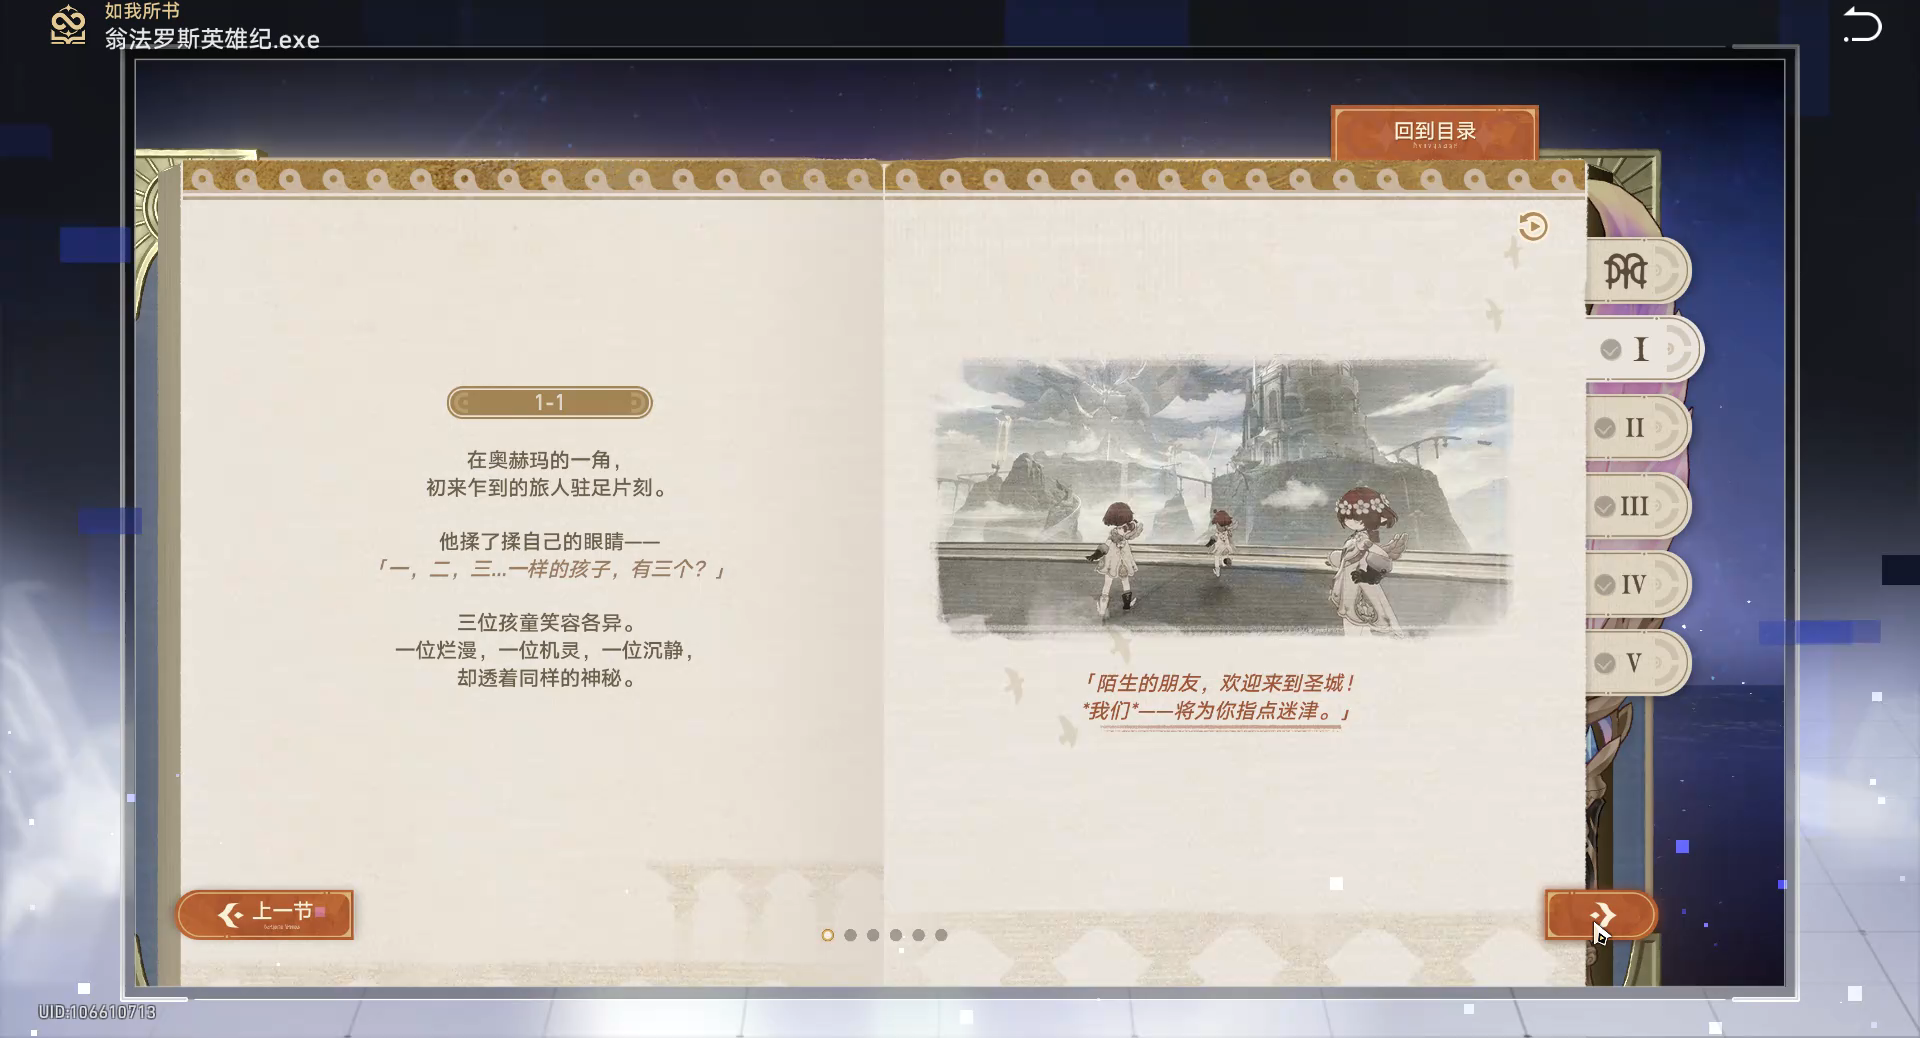 如我所书
翁法罗斯英雄纪.exe
回到目录
I
II
III
IV
V
1-1
在奥赫玛的一角，
初来乍到的旅人驻足片刻。
他揉了揉自己的眼睛——
「一，二，三...一样的孩子，有三个？」
三位孩童笑容各异。
一位烂漫，一位机灵，一位沉静，
却透着同样的神秘。
「陌生的朋友，欢迎来到圣城！
*我们*——将为你指点迷津。」
上一节
UID:106610713